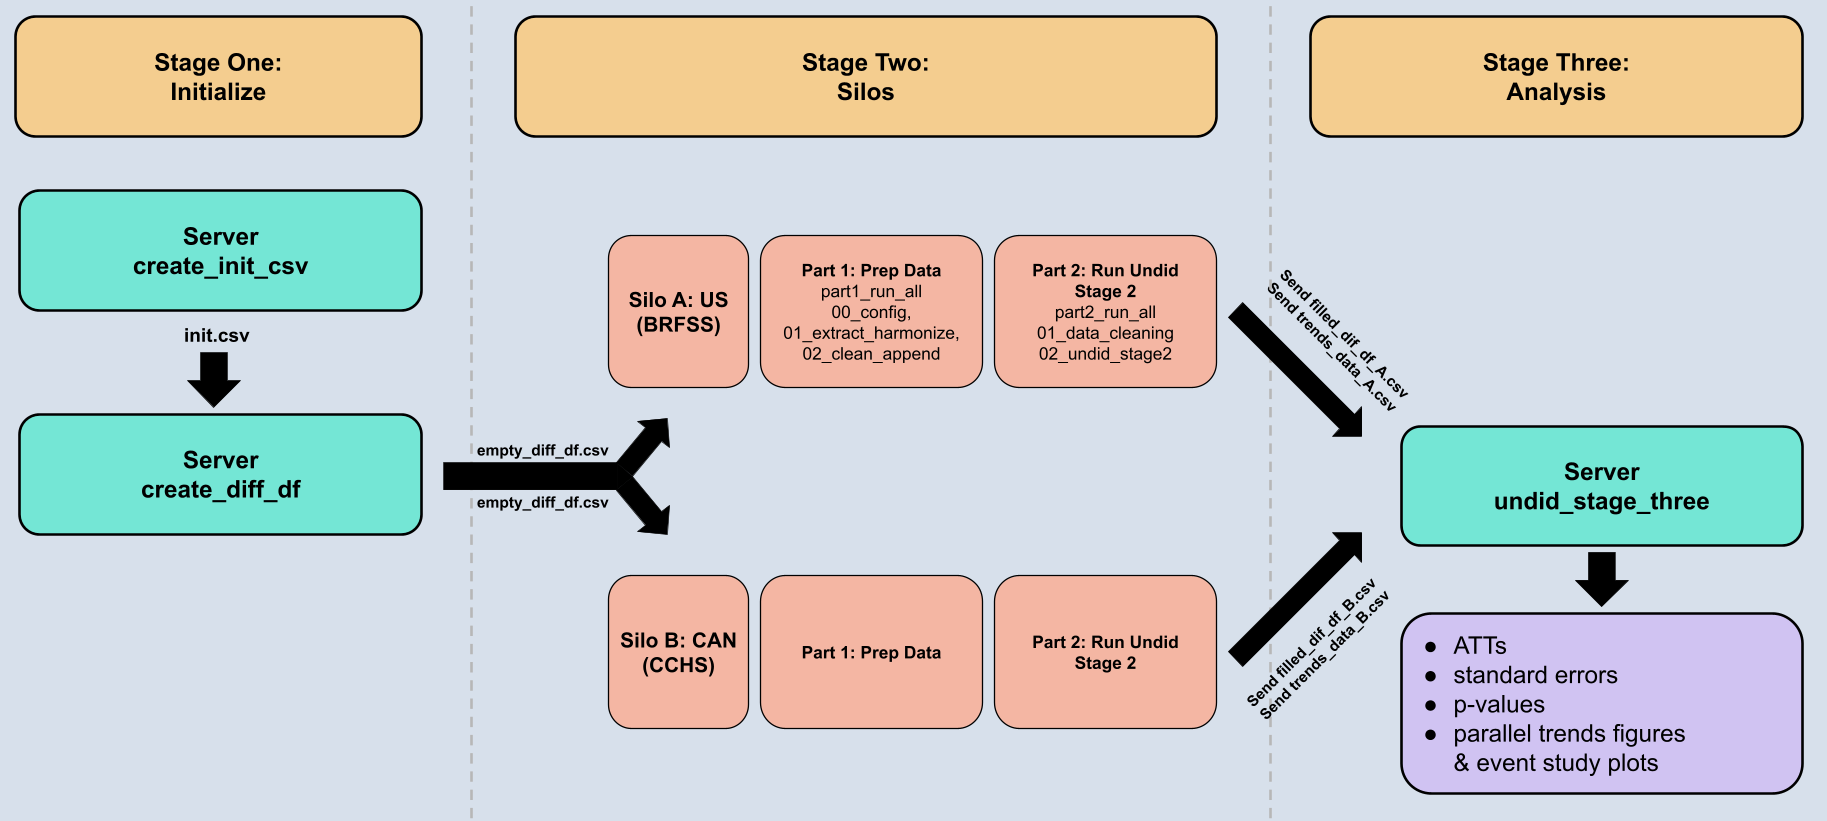 Stage One:
Initialize
Stage Two:
Silos
Stage Three:
Analysis
Server
create_init_csv
init.csv
Server
create_diff_df
empty_diff_df.csv
empty_diff_df.csv
Silo A: US
(BRFSS)
Part 1: Prep Data
part1_run_all
00_config,
01_extract_harmonize,
02_clean_append
Part 2: Run Undid
Stage 2
part2_run_all
01_data_cleaning
02_undid_stage2
Send filled_dif_df_A.csv
Send trends_data_A.csv
Silo B: CAN
(CCHS)
Part 1: Prep Data
Part 2: Run Undid
Stage 2
Send filled_dif_df_B.csv
Send trends_data_B.csv
Server
undid_stage_three
● ATTs
● standard errors
● p-values
● parallel trends figures
& event study plots